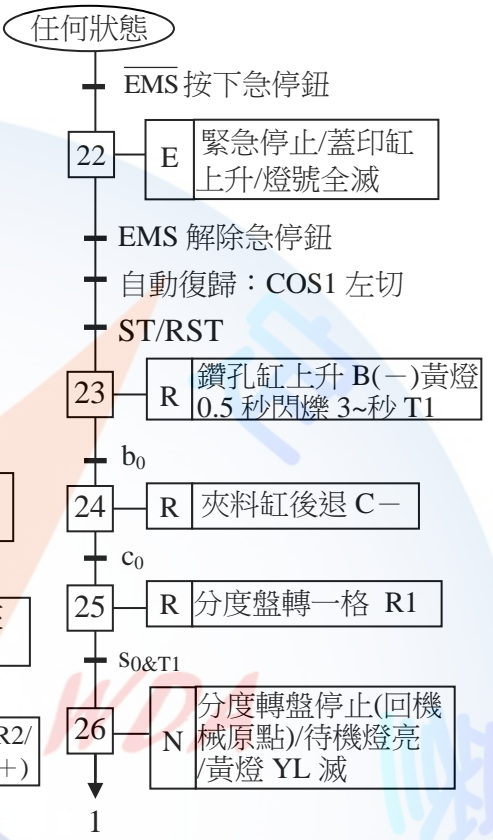 任何狀態
EMS 按下急停鈕
22
E
緊急停止/蓋印缸
上升/燈號全滅
EMS 解除急停鈕
自動復歸：COS1 左切
ST/RST
23
R
鑽孔缸上升 B(－)黃燈
0.5 秒閃爍 3~秒 T1
b₀
24
R
夾料缸後退 C－
c₀
25
R
分度盤轉一格 R1
s₀&T1
R2/
＋)
26
N
分度轉盤停止(回機
械原點)/待機燈亮
/黃燈 YL 滅
1
WDA